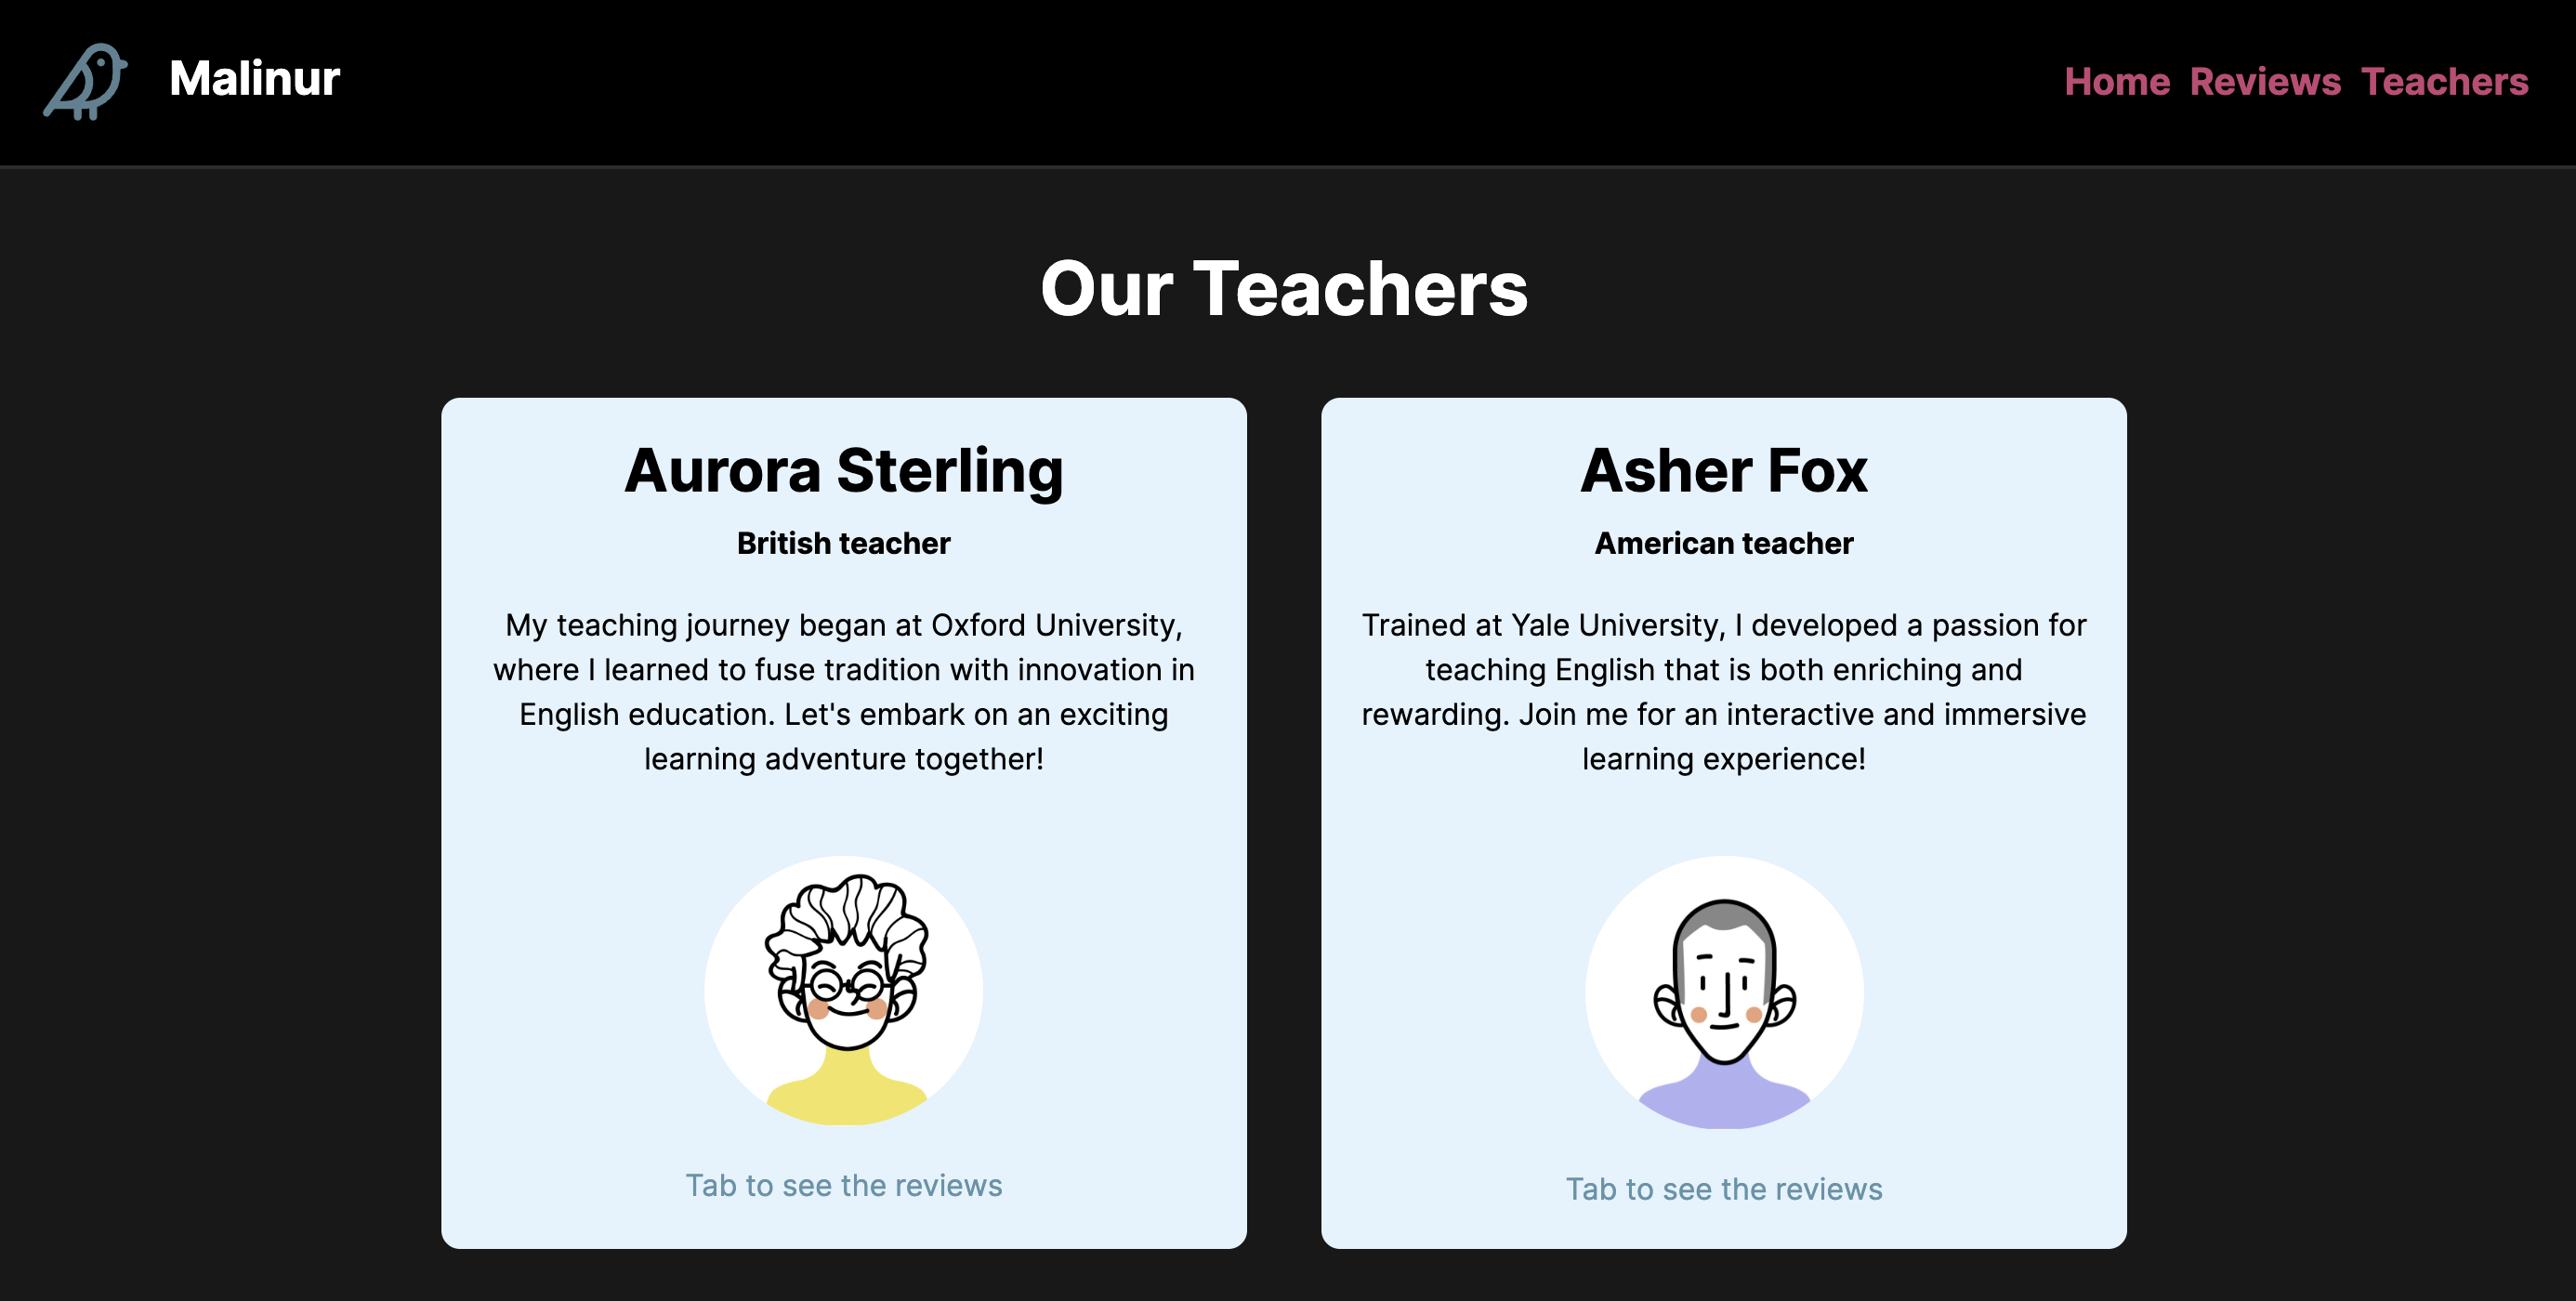 Malinur
Home Reviews Teachers
Our Teachers
Aurora Sterling
British teacher
My teaching journey began at Oxford University,
where I learned to fuse tradition with innovation in
English education. Let's embark on an exciting
learning adventure together!
Tab to see the reviews
Asher Fox
American teacher
Trained at Yale University, I developed a passion for
teaching English that is both enriching and
rewarding. Join me for an interactive and immersive
learning experience!
Tab to see the reviews